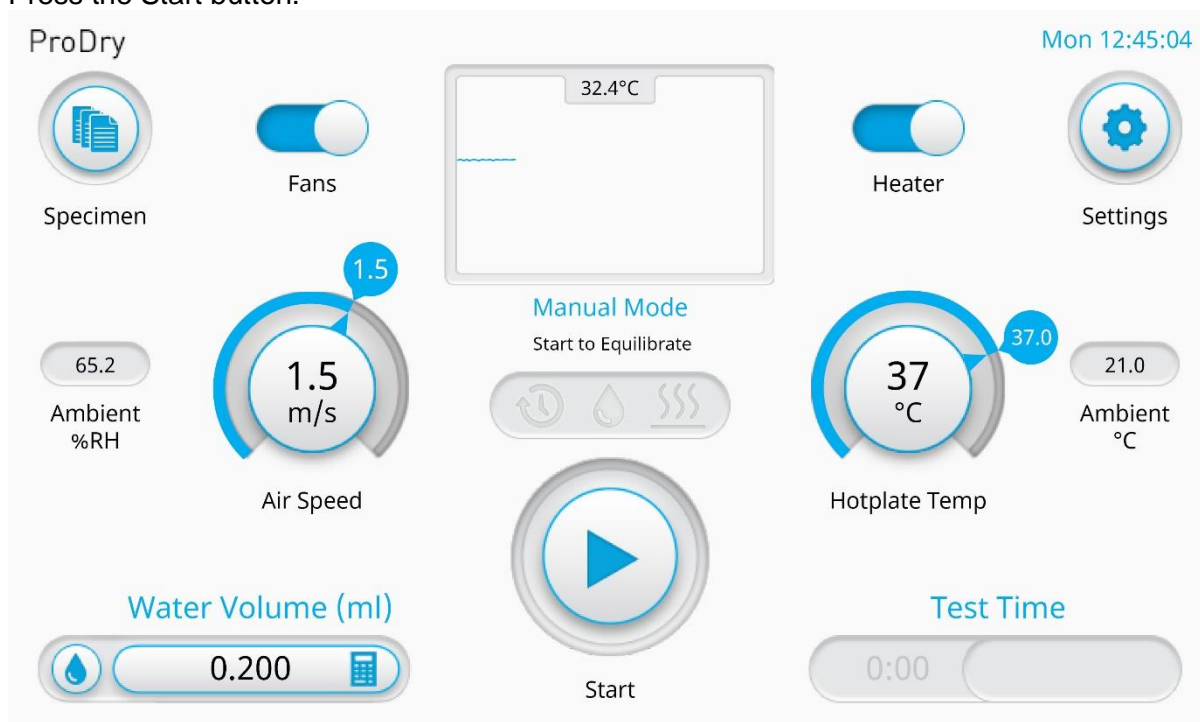 Press the Start button.
ProDry
Mon 12:45:04
32.4°C
Fans
Heater
Specimen
Settings
1.5
Manual Mode
Start to Equilibrate
37.0
65.2
Ambient
%RH
1.5
m/s
37
°C
21.0
Ambient
°C
Air Speed
Hotplate Temp
Water Volume (ml)
0.200
Start
Test Time
0:00